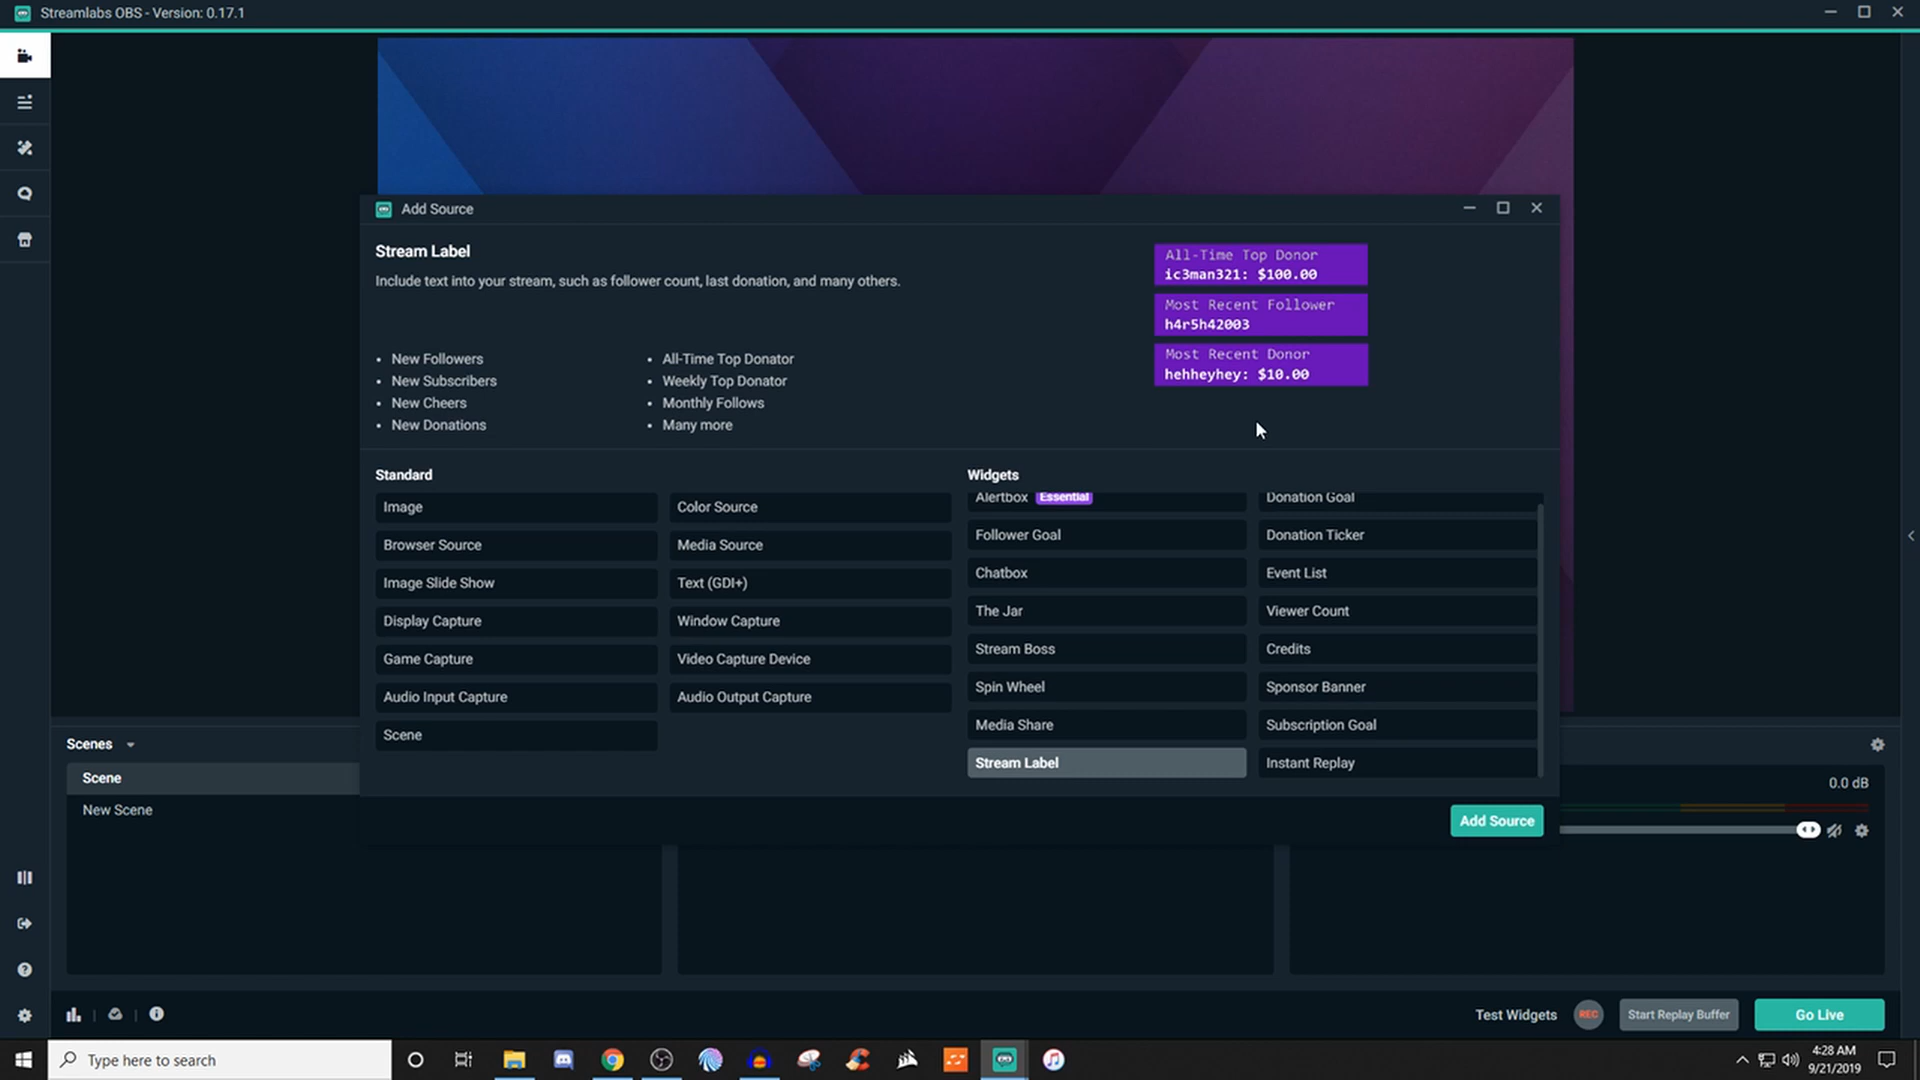 Streamlabs OBS - Version: 0.17.1
Add Source
Stream Label
Include text into your stream, such as follower count, last donation, and many others.
New Followers
New Subscribers
New Cheers
New Donations
All-Time Top Donator
Weekly Top Donator
Monthly Follows
Many more
All-Time Top Donor
ic3man321: $100.00
Most Recent Follower
h4r5h42003
Most Recent Donor
hehheyhey: $10.00
Standard
Image
Color Source
Browser Source
Media Source
Image Slide Show
Text (GDI+)
Display Capture
Window Capture
Game Capture
Video Capture Device
Audio Input Capture
Audio Output Capture
Scene
Widgets
Alertbox Essential
Donation Goal
Follower Goal
Donation Ticker
Chatbox
Event List
The Jar
Viewer Count
Stream Boss
Credits
Spin Wheel
Sponsor Banner
Media Share
Subscription Goal
Stream Label
Instant Replay
Add Source
Scenes
Scene
New Scene
0.0 dB
Test Widgets
REC
Start Replay Buffer
Go Live
Type here to search
4:28 AM
9/21/2019